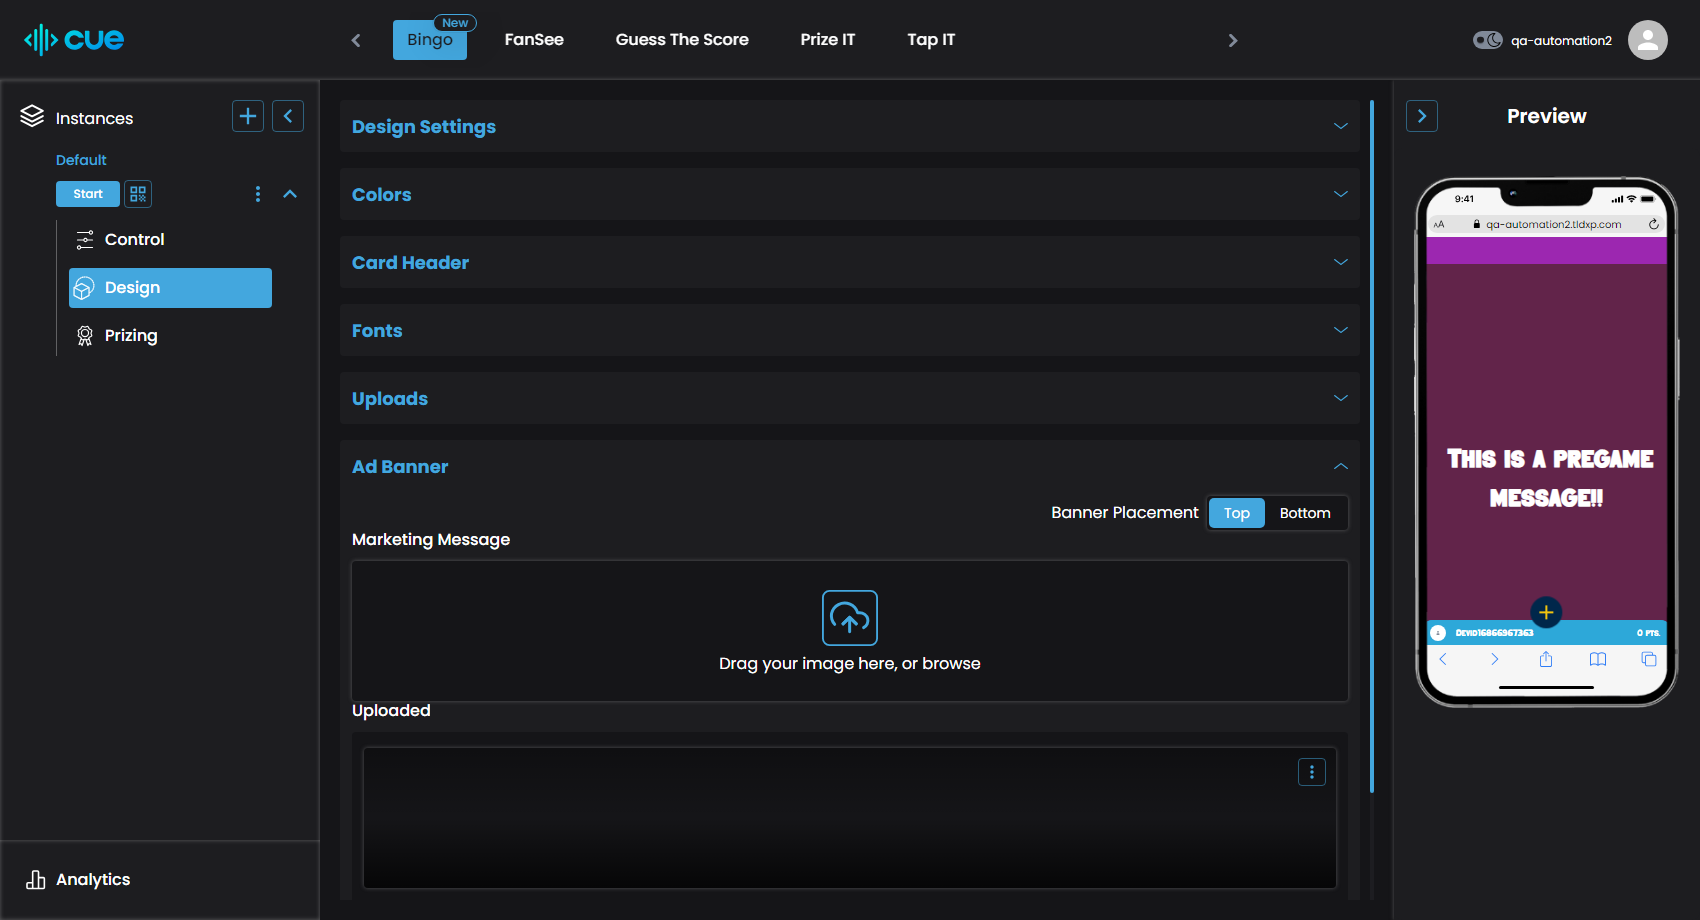 cue
Bingo
New
FanSee
Guess The Score
Prize IT
Tap IT
qa-automation2
Instances
Default
Start
Control
Design
Prizing
Analytics
Design Settings
Colors
Card Header
Fonts
Uploads
Ad Banner
Banner Placement
Top
Bottom
Marketing Message
Drag your image here, or browse
Uploaded
Preview
9:41
AA
qa-automation2.tldxp.com
This is a pregame
message!!
0 PTS.